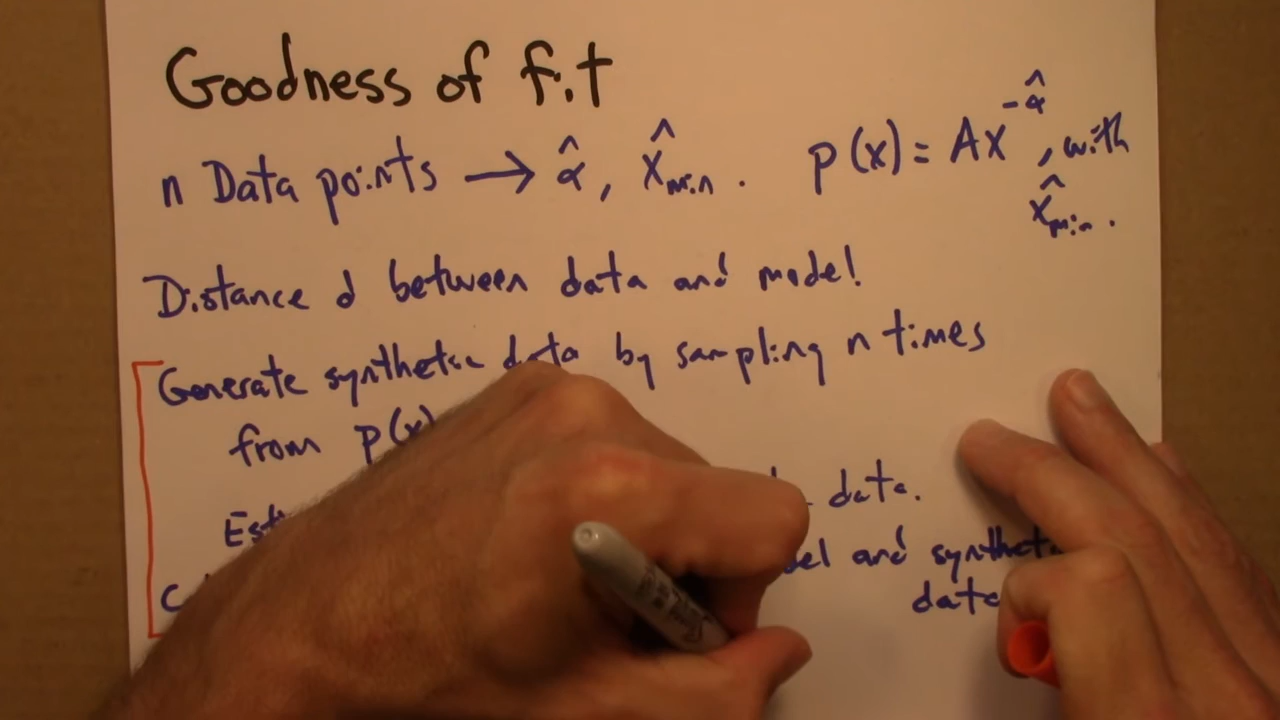 Goodness of fit
n Data points → α̂, x̂min. p(x) = Ax^-α̂, with
x̂min.
Distance d between data and model
Generate synthetic data by sampling n times
from p(x)
data.
and synthetic
data